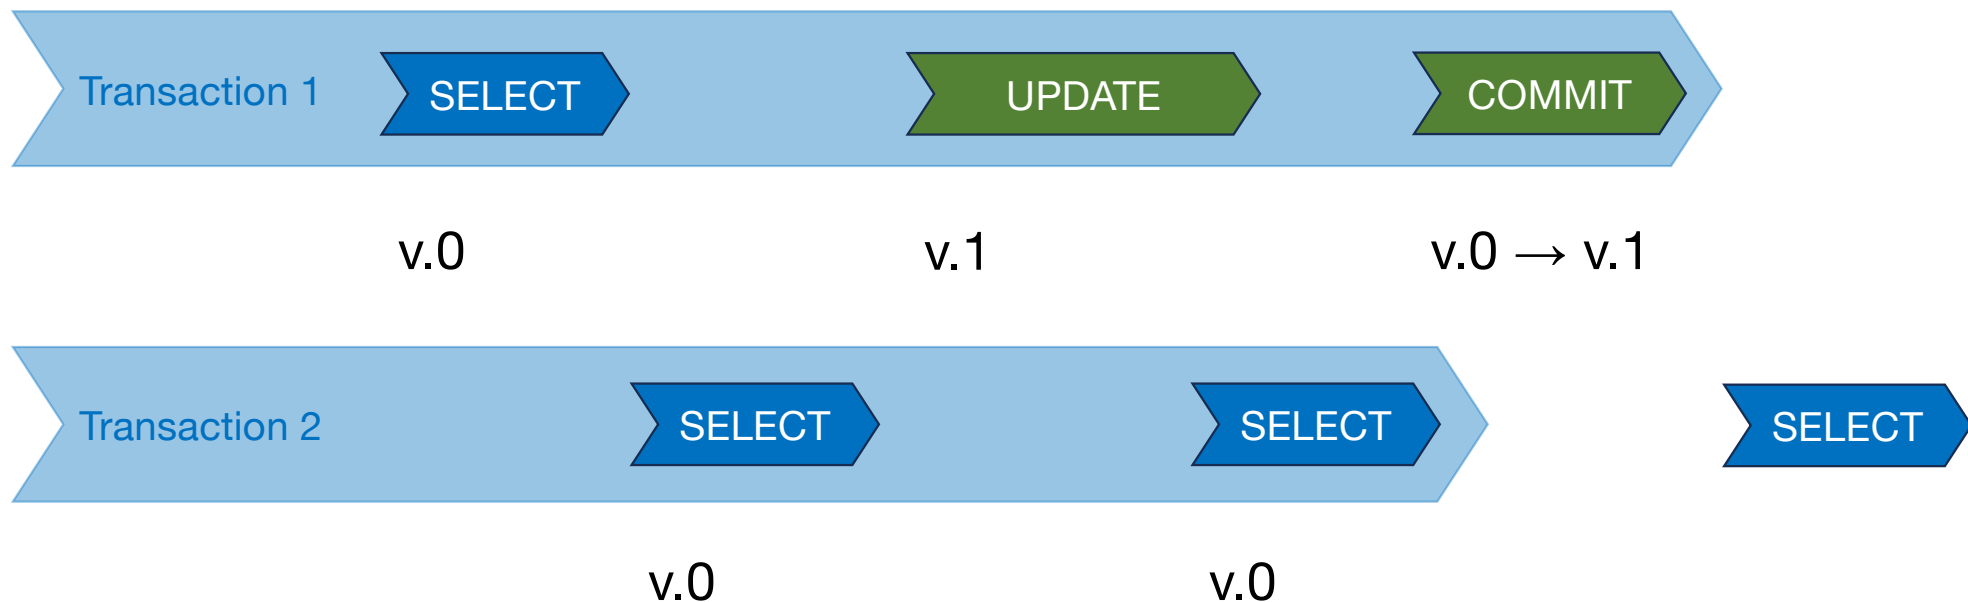 Transaction 1 SELECT UPDATE COMMIT
v.0 v.1 v.0 → v.1
Transaction 2 SELECT SELECT SELECT
v.0 v.0